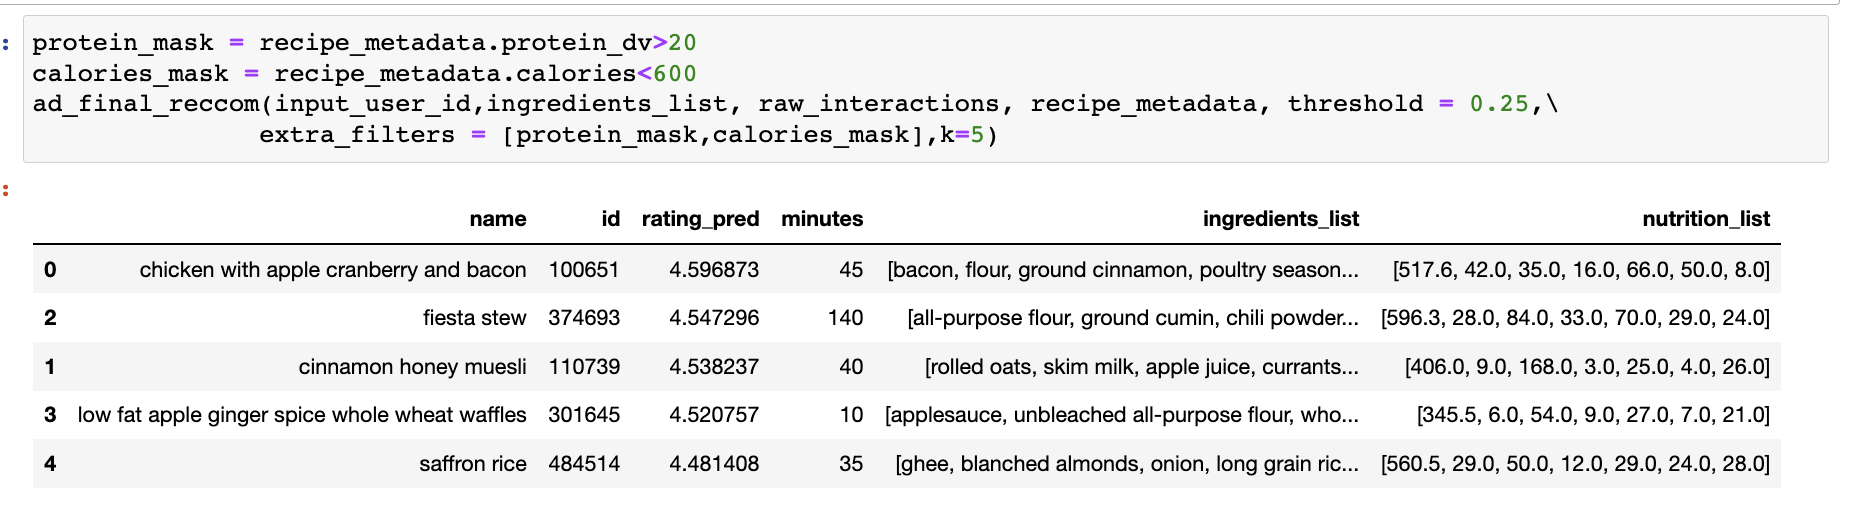 protein_mask = recipe_metadata.protein_dv>20
calories_mask = recipe_metadata.calories<600
ad_final_reccom(input_user_id,ingredients_list, raw_interactions, recipe_metadata, threshold = 0.25,\
extra_filters = [protein_mask,calories_mask],k=5)
name id rating_pred minutes ingredients_list nutrition_list
0 chicken with apple cranberry and bacon 100651 4.596873 45 [bacon, flour, ground cinnamon, poultry season... [517.6, 42.0, 35.0, 16.0, 66.0, 50.0, 8.0]
2 fiesta stew 374693 4.547296 140 [all-purpose flour, ground cumin, chili powder... [596.3, 28.0, 84.0, 33.0, 70.0, 29.0, 24.0]
1 cinnamon honey muesli 110739 4.538237 40 [rolled oats, skim milk, apple juice, currants... [406.0, 9.0, 168.0, 3.0, 25.0, 4.0, 26.0]
3 low fat apple ginger spice whole wheat waffles 301645 4.520757 10 [applesauce, unbleached all-purpose flour, who... [345.5, 6.0, 54.0, 9.0, 27.0, 7.0, 21.0]
4 saffron rice 484514 4.481408 35 [ghee, blanched almonds, onion, long grain ric... [560.5, 29.0, 50.0, 12.0, 29.0, 24.0, 28.0]